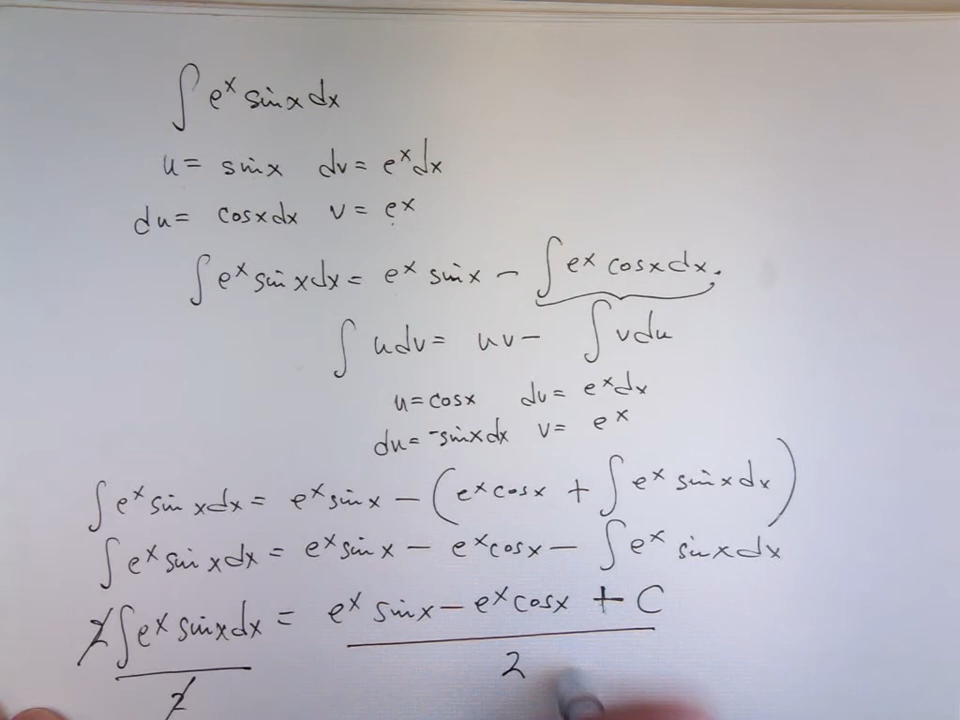 ∫ e^x sin x dx
u = sin x dv = e^x dx
du = cos x dx v = e^x
∫ e^x sin x dx = e^x sin x − ∫ e^x cos x dx.
∫ u dv = uv − ∫ v du
u = cos x dv = e^x dx
du = -sin x dx v = e^x
∫ e^x sin x dx = e^x sin x − (e^x cos x + ∫ e^x sin x dx)
∫ e^x sin x dx = e^x sin x − e^x cos x − ∫ e^x sin x dx
2 ∫ e^x sin x dx = e^x sin x − e^x cos x + C
2 2